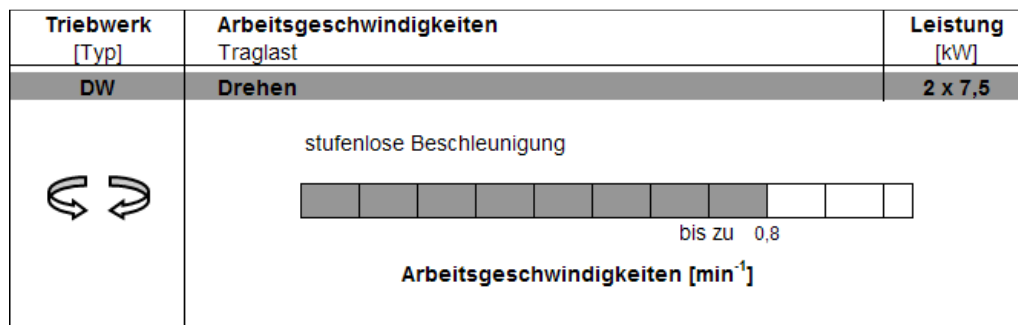 Triebwerk Arbeitsgeschwindigkeiten Leistung
[Typ] Traglast [kW]
DW Drehen 2 x 7,5
stufenlose Beschleunigung
bis zu 0,8
Arbeitsgeschwindigkeiten [min⁻¹]